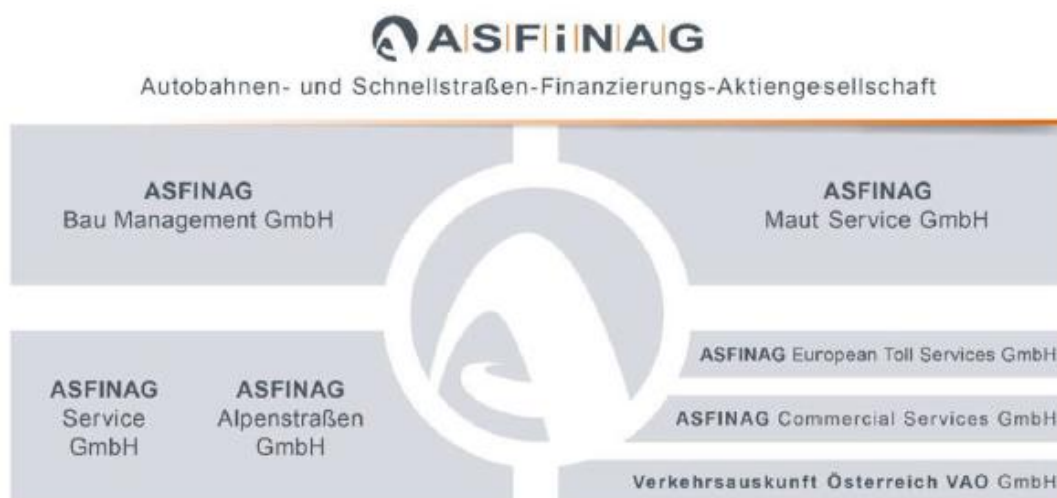 ASFiNAG
Autobahnen- und Schnellstraßen-Finanzierungs-Aktiengesellschaft
ASFINAG
Bau Management GmbH
ASFINAG
Maut Service GmbH
ASFINAG
Service
GmbH
ASFINAG
Alpenstraßen
GmbH
ASFINAG European Toll Services GmbH
ASFINAG Commercial Services GmbH
Verkehrsauskunft Österreich VAO GmbH